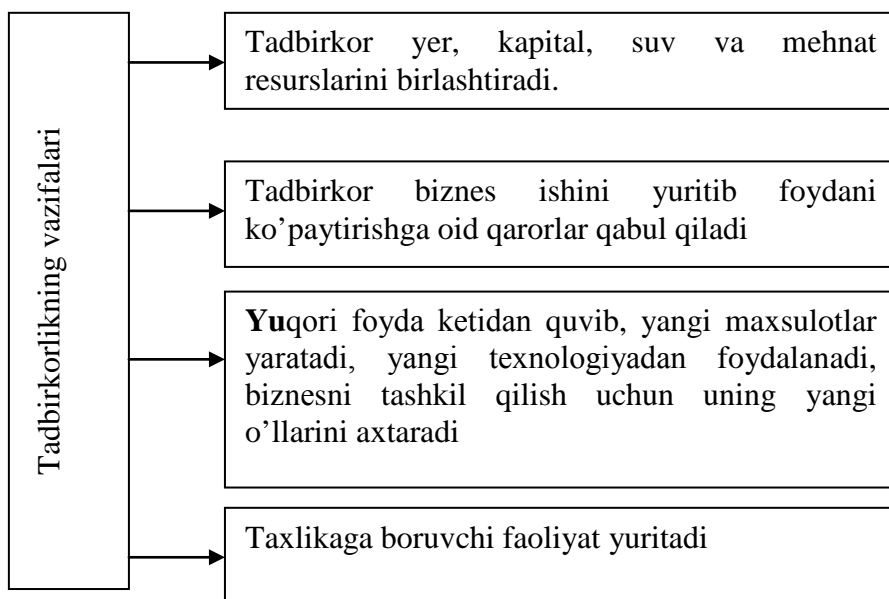 Tadbirkorlikning vazifalari
Tadbirkor yer, kapital, suv va mehnat
resurslarini birlashtiradi.
Tadbirkor biznes ishini yuritib foydani
ko’paytirishga oid qarorlar qabul qiladi
Yuqori foyda ketidan quvib, yangi maxsulotlar
yaratadi, yangi texnologiyadan foydalanadi,
biznesni tashkil qilish uchun uning yangi
o’llarini axtaradi
Taxlikaga boruvchi faoliyat yuritadi